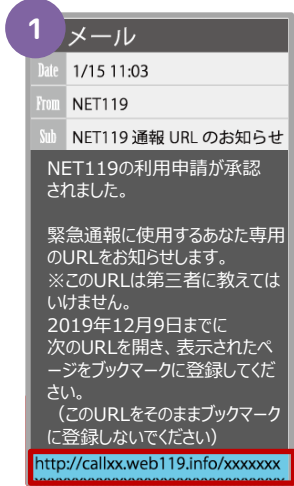 1
メール
Date 1/15 11:03
From NET119
Sub NET119 通報 URL のお知らせ
NET119の利用申請が承認
されました。
緊急通報に使用するあなた専用
のURLをお知らせします。
※このURLは第三者に教えては
いけません。
2019年12月9日までに
次のURLを開き、表示されたペ
ージをブックマークに登録してくだ
さい。
（このURLをそのままブックマーク
に登録しないでください）
http://callxx.web119.info/xxxxxxx